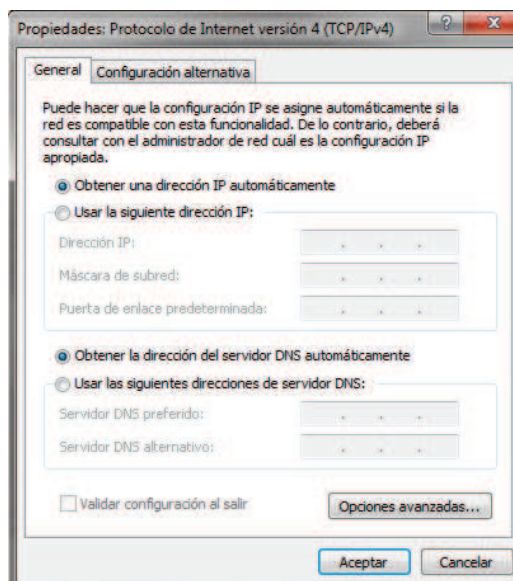 Propiedades: Protocolo de Internet versión 4 (TCP/IPv4)
General
Configuración alternativa
Puede hacer que la configuración IP se asigne automáticamente si la
red es compatible con esta funcionalidad. De lo contrario, deberá
consultar con el administrador de red cuál es la configuración IP
apropiada.
Obtener una dirección IP automáticamente
Usar la siguiente dirección IP:
Dirección IP:
Máscara de subred:
Puerta de enlace predeterminada:
Obtener la dirección del servidor DNS automáticamente
Usar las siguientes direcciones de servidor DNS:
Servidor DNS preferido:
Servidor DNS alternativo:
Validar configuración al salir
Opciones avanzadas...
Aceptar
Cancelar